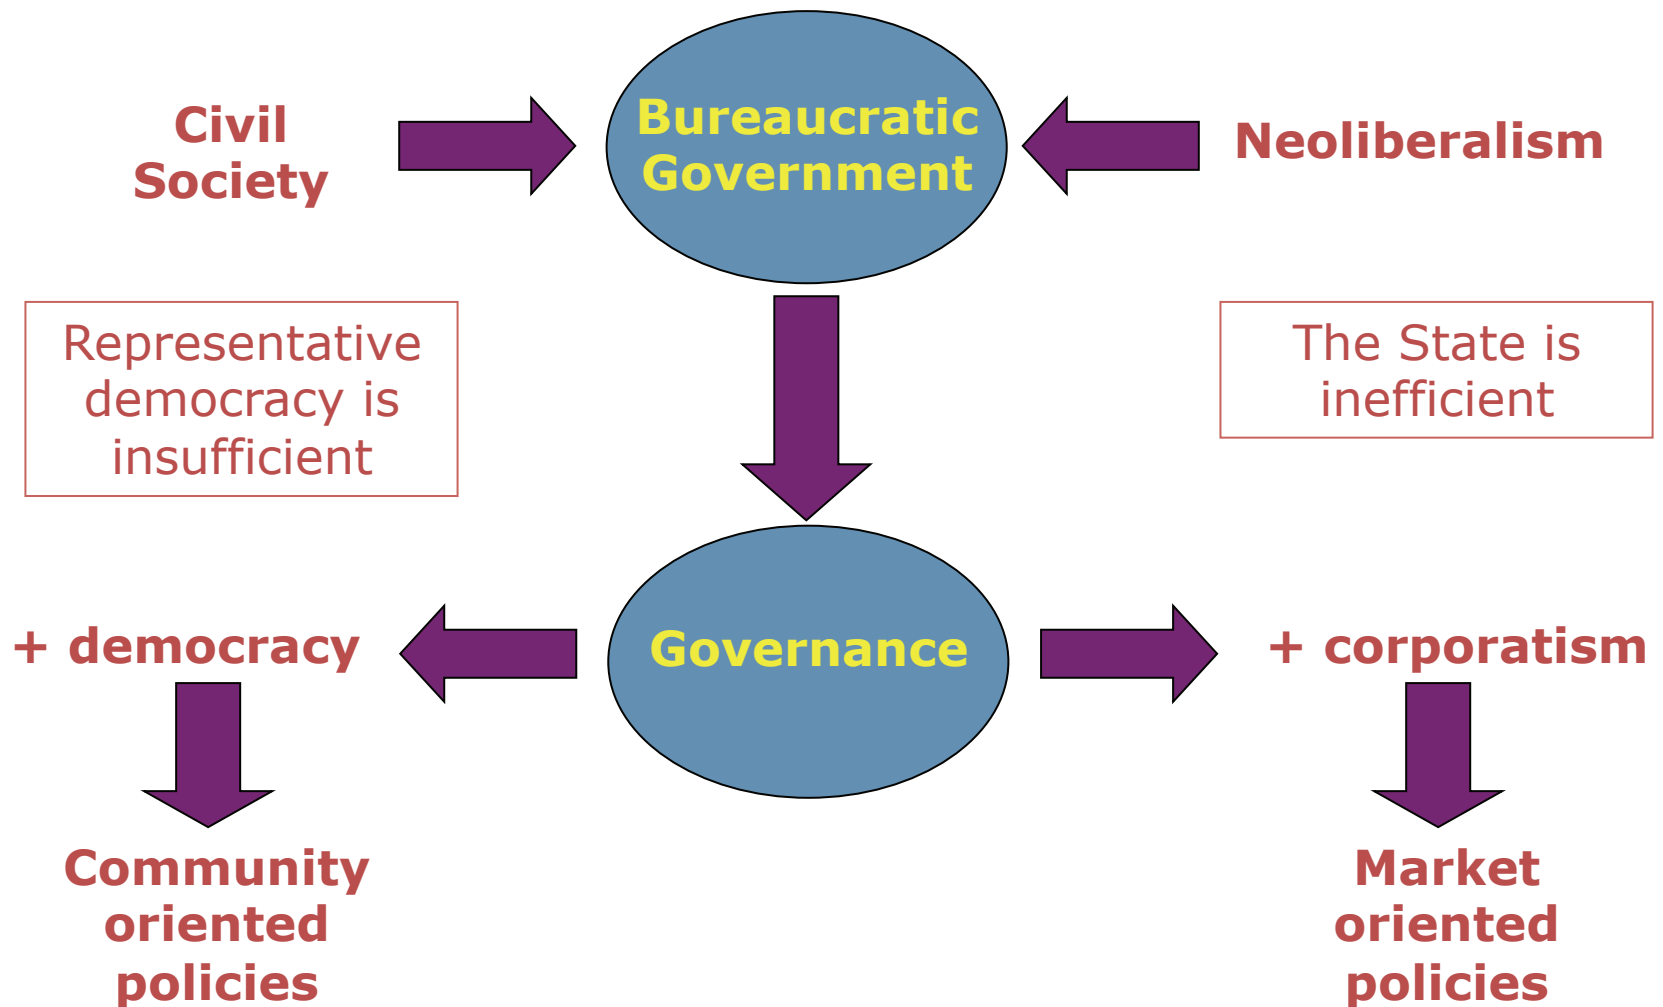 Civil
Society
Bureaucratic
Government
Neoliberalism
Representative
democracy is
insufficient
The State is
inefficient
+ democracy
Governance
+ corporatism
Community
oriented
policies
Market
oriented
policies